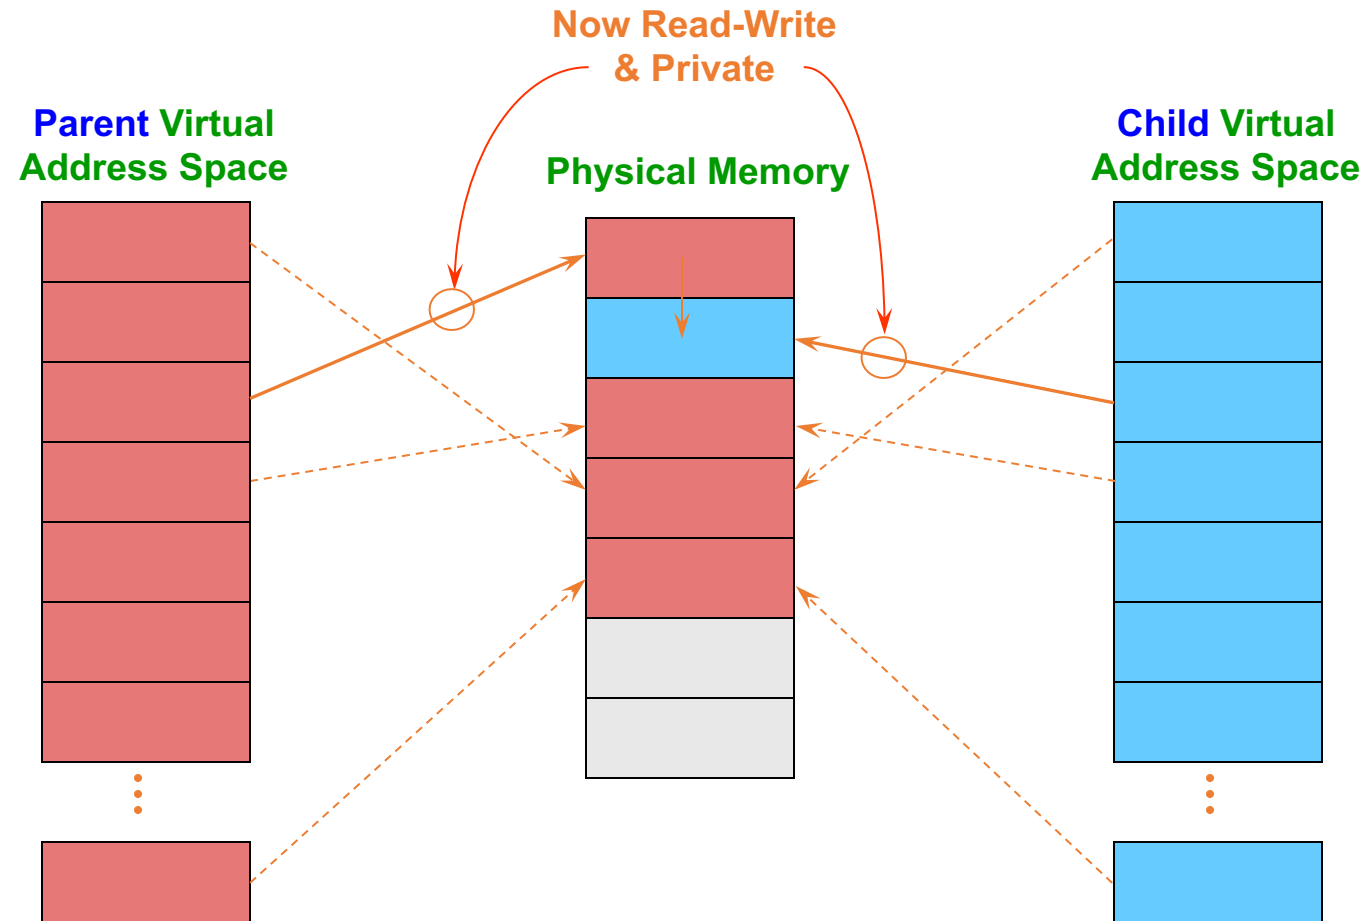 Now Read-Write
& Private
Parent Virtual
Address Space
Physical Memory
Child Virtual
Address Space